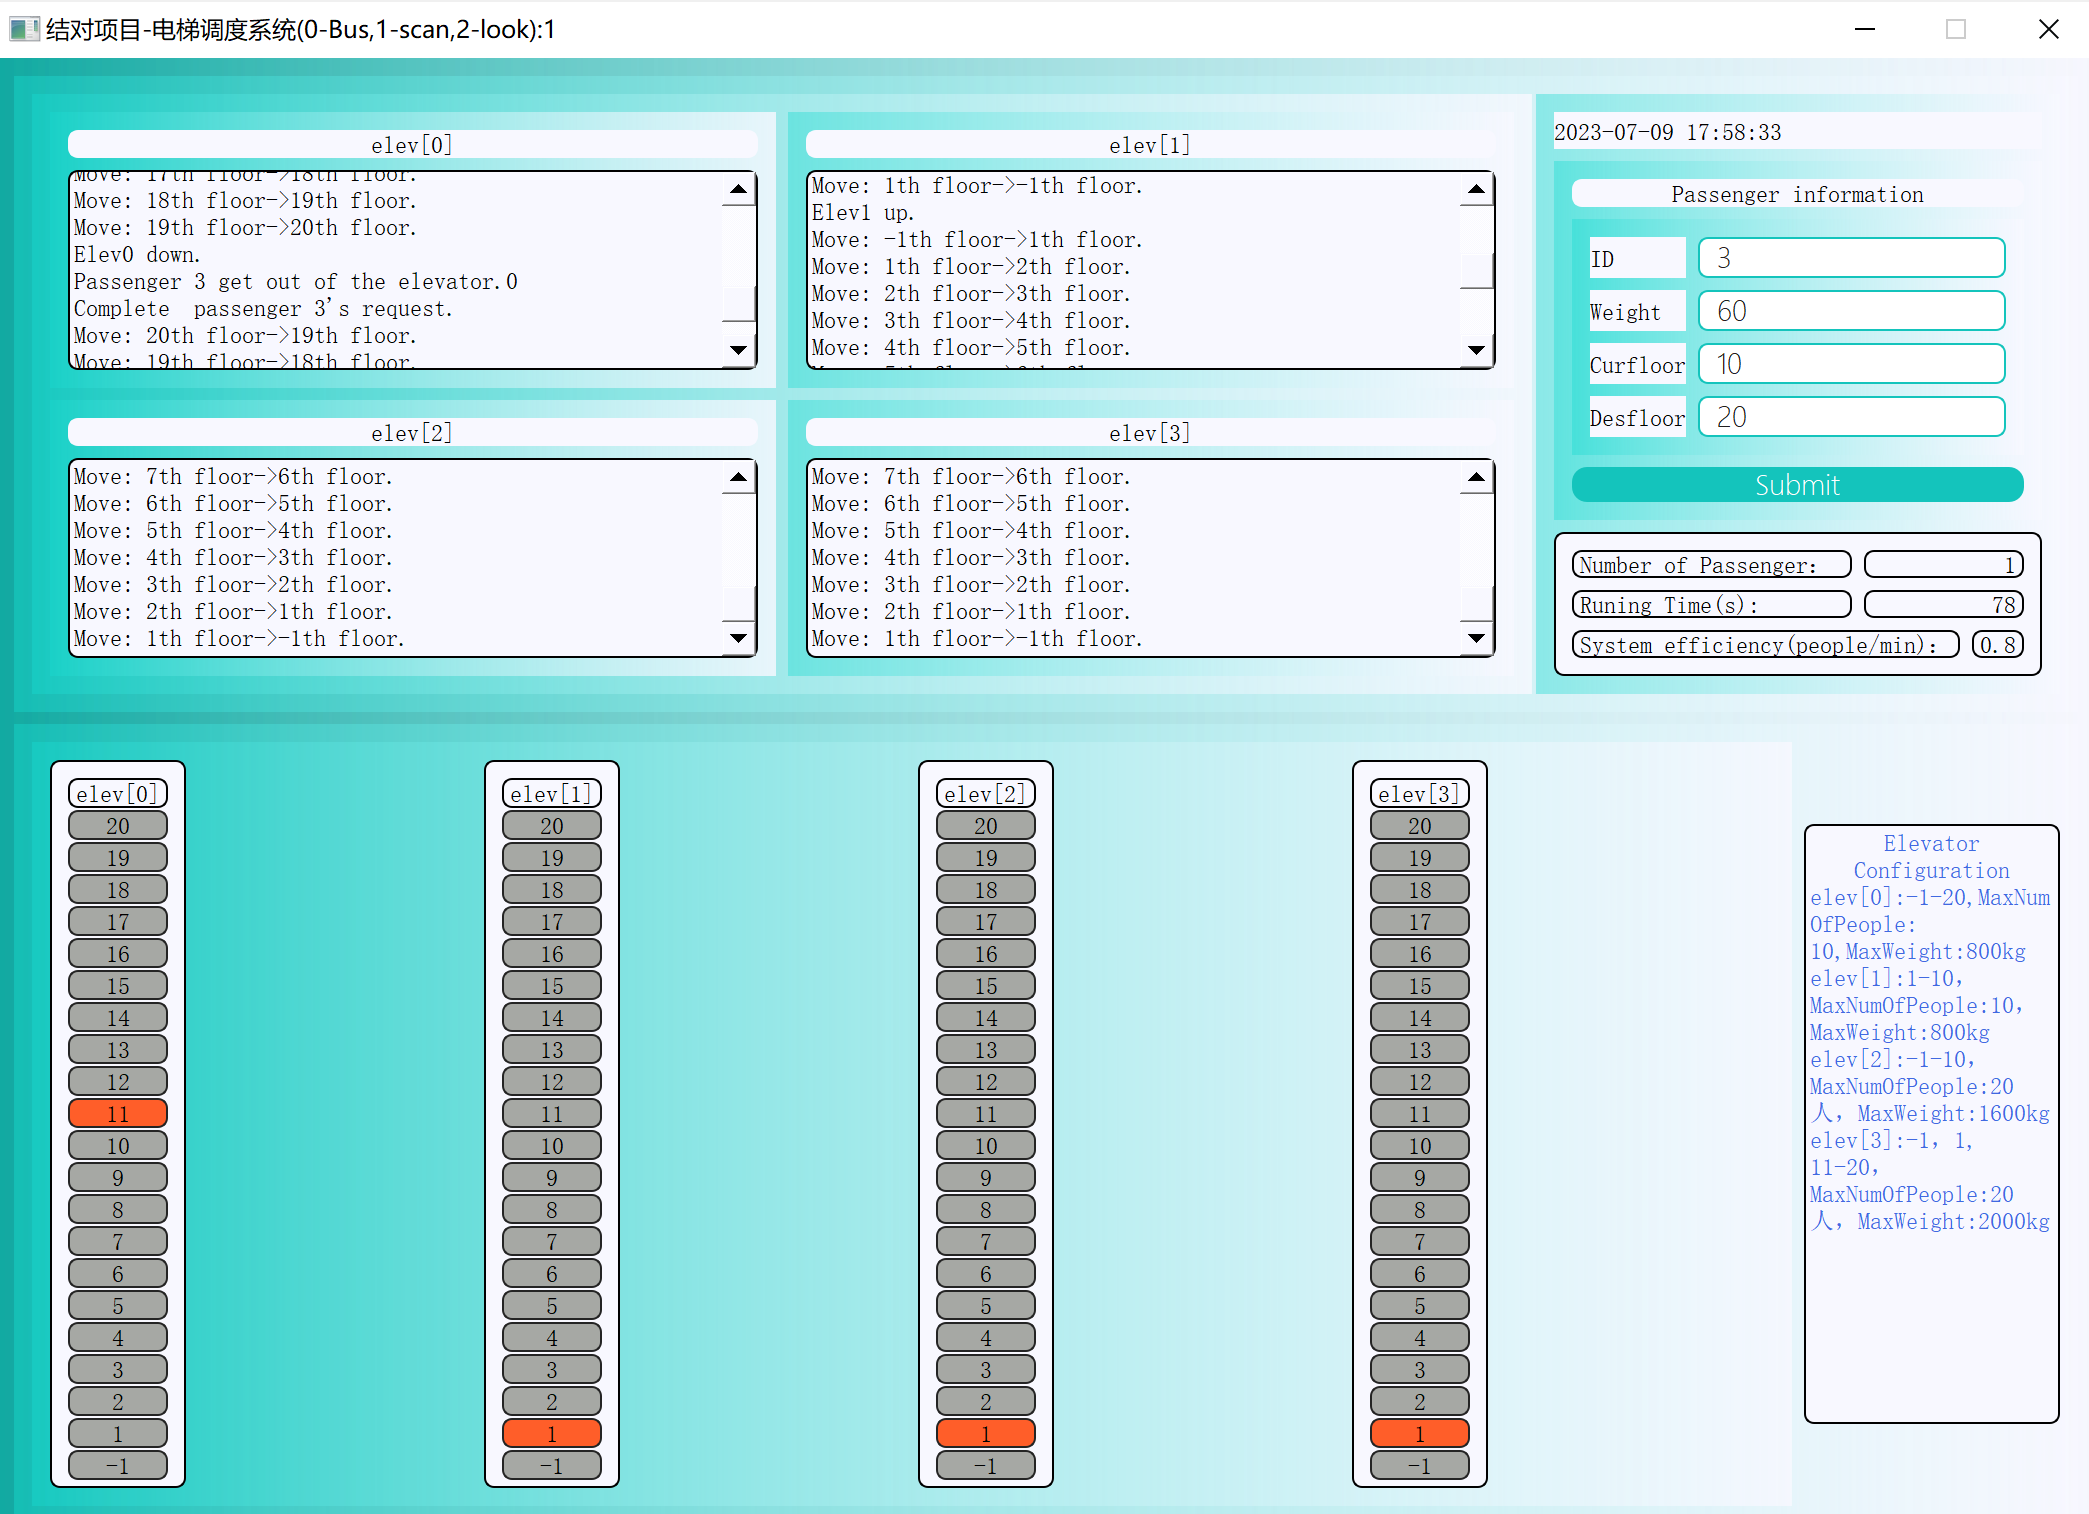 结对项目-电梯调度系统(0-Bus,1-scan,2-look):1
elev[0]
Move: 17th floor->18th floor.
Move: 18th floor->19th floor.
Move: 19th floor->20th floor.
Elev0 down.
Passenger 3 get out of the elevator.0
Complete  passenger 3's request.
Move: 20th floor->19th floor.
Move: 19th floor->18th floor.
elev[1]
Move: 1th floor->-1th floor.
Elev1 up.
Move: -1th floor->1th floor.
Move: 1th floor->2th floor.
Move: 2th floor->3th floor.
Move: 3th floor->4th floor.
Move: 4th floor->5th floor.
elev[2]
Move: 7th floor->6th floor.
Move: 6th floor->5th floor.
Move: 5th floor->4th floor.
Move: 4th floor->3th floor.
Move: 3th floor->2th floor.
Move: 2th floor->1th floor.
Move: 1th floor->-1th floor.
elev[3]
Move: 7th floor->6th floor.
Move: 6th floor->5th floor.
Move: 5th floor->4th floor.
Move: 4th floor->3th floor.
Move: 3th floor->2th floor.
Move: 2th floor->1th floor.
Move: 1th floor->-1th floor.
2023-07-09 17:58:33
Passenger information
ID 3
Weight 60
Curfloor 10
Desfloor 20
Submit
Number of Passenger: 1
Runing Time(s): 78
System efficiency(people/min): 0.8
elev[0]
20
19
18
17
16
15
14
13
12
11
10
9
8
7
6
5
4
3
2
1
-1
elev[1]
20
19
18
17
16
15
14
13
12
11
10
9
8
7
6
5
4
3
2
1
-1
elev[2]
20
19
18
17
16
15
14
13
12
11
10
9
8
7
6
5
4
3
2
1
-1
elev[3]
20
19
18
17
16
15
14
13
12
11
10
9
8
7
6
5
4
3
2
1
-1
Elevator
Configuration
elev[0]:-1-20,MaxNum
OfPeople:
10,MaxWeight:800kg
elev[1]:1-10，
MaxNumOfPeople:10，
MaxWeight:800kg
elev[2]:-1-10，
MaxNumOfPeople:20
人，MaxWeight:1600kg
elev[3]:-1，1，
11-20，
MaxNumOfPeople:20
人，MaxWeight:2000kg